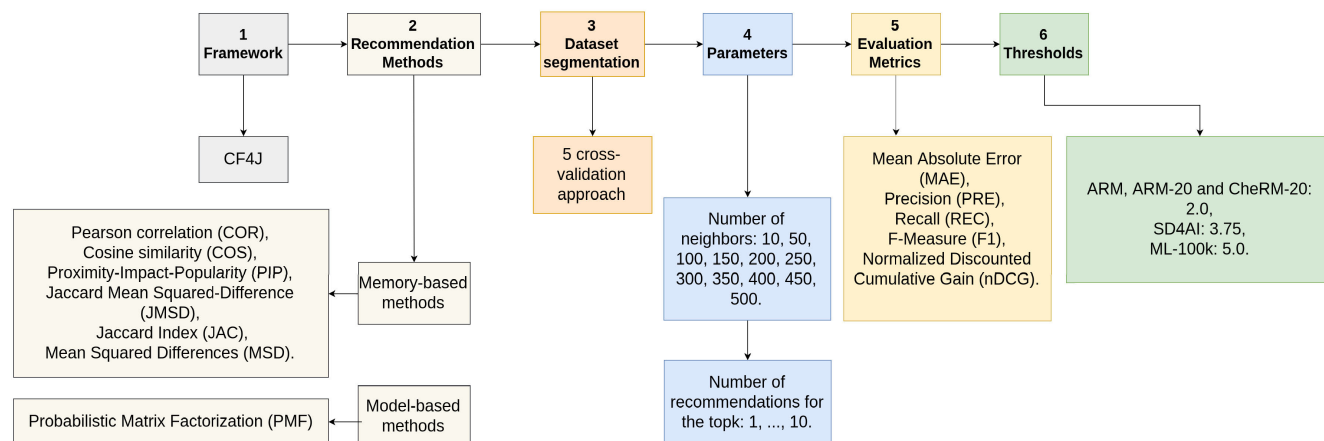 1
Framework
2
Recommendation
Methods
3
Dataset
segmentation
4
Parameters
5
Evaluation
Metrics
6
Thresholds
CF4J
5 cross-
validation
approach
Mean Absolute Error
(MAE),
Precision (PRE),
Recall (REC),
F-Measure (F1),
Normalized Discounted
Cumulative Gain (nDCG).
ARM, ARM-20 and CheRM-20:
2.0,
SD4AI: 3.75,
ML-100k: 5.0.
Number of
neighbors: 10, 50,
100, 150, 200, 250,
300, 350, 400, 450,
500.
Pearson correlation (COR),
Cosine similarity (COS),
Proximity-Impact-Popularity (PIP),
Jaccard Mean Squared-Difference
(JMSD),
Jaccard Index (JAC),
Mean Squared Differences (MSD).
Memory-based
methods
Number of
recommendations for
the topk: 1, ..., 10.
Probabilistic Matrix Factorization (PMF)
Model-based
methods